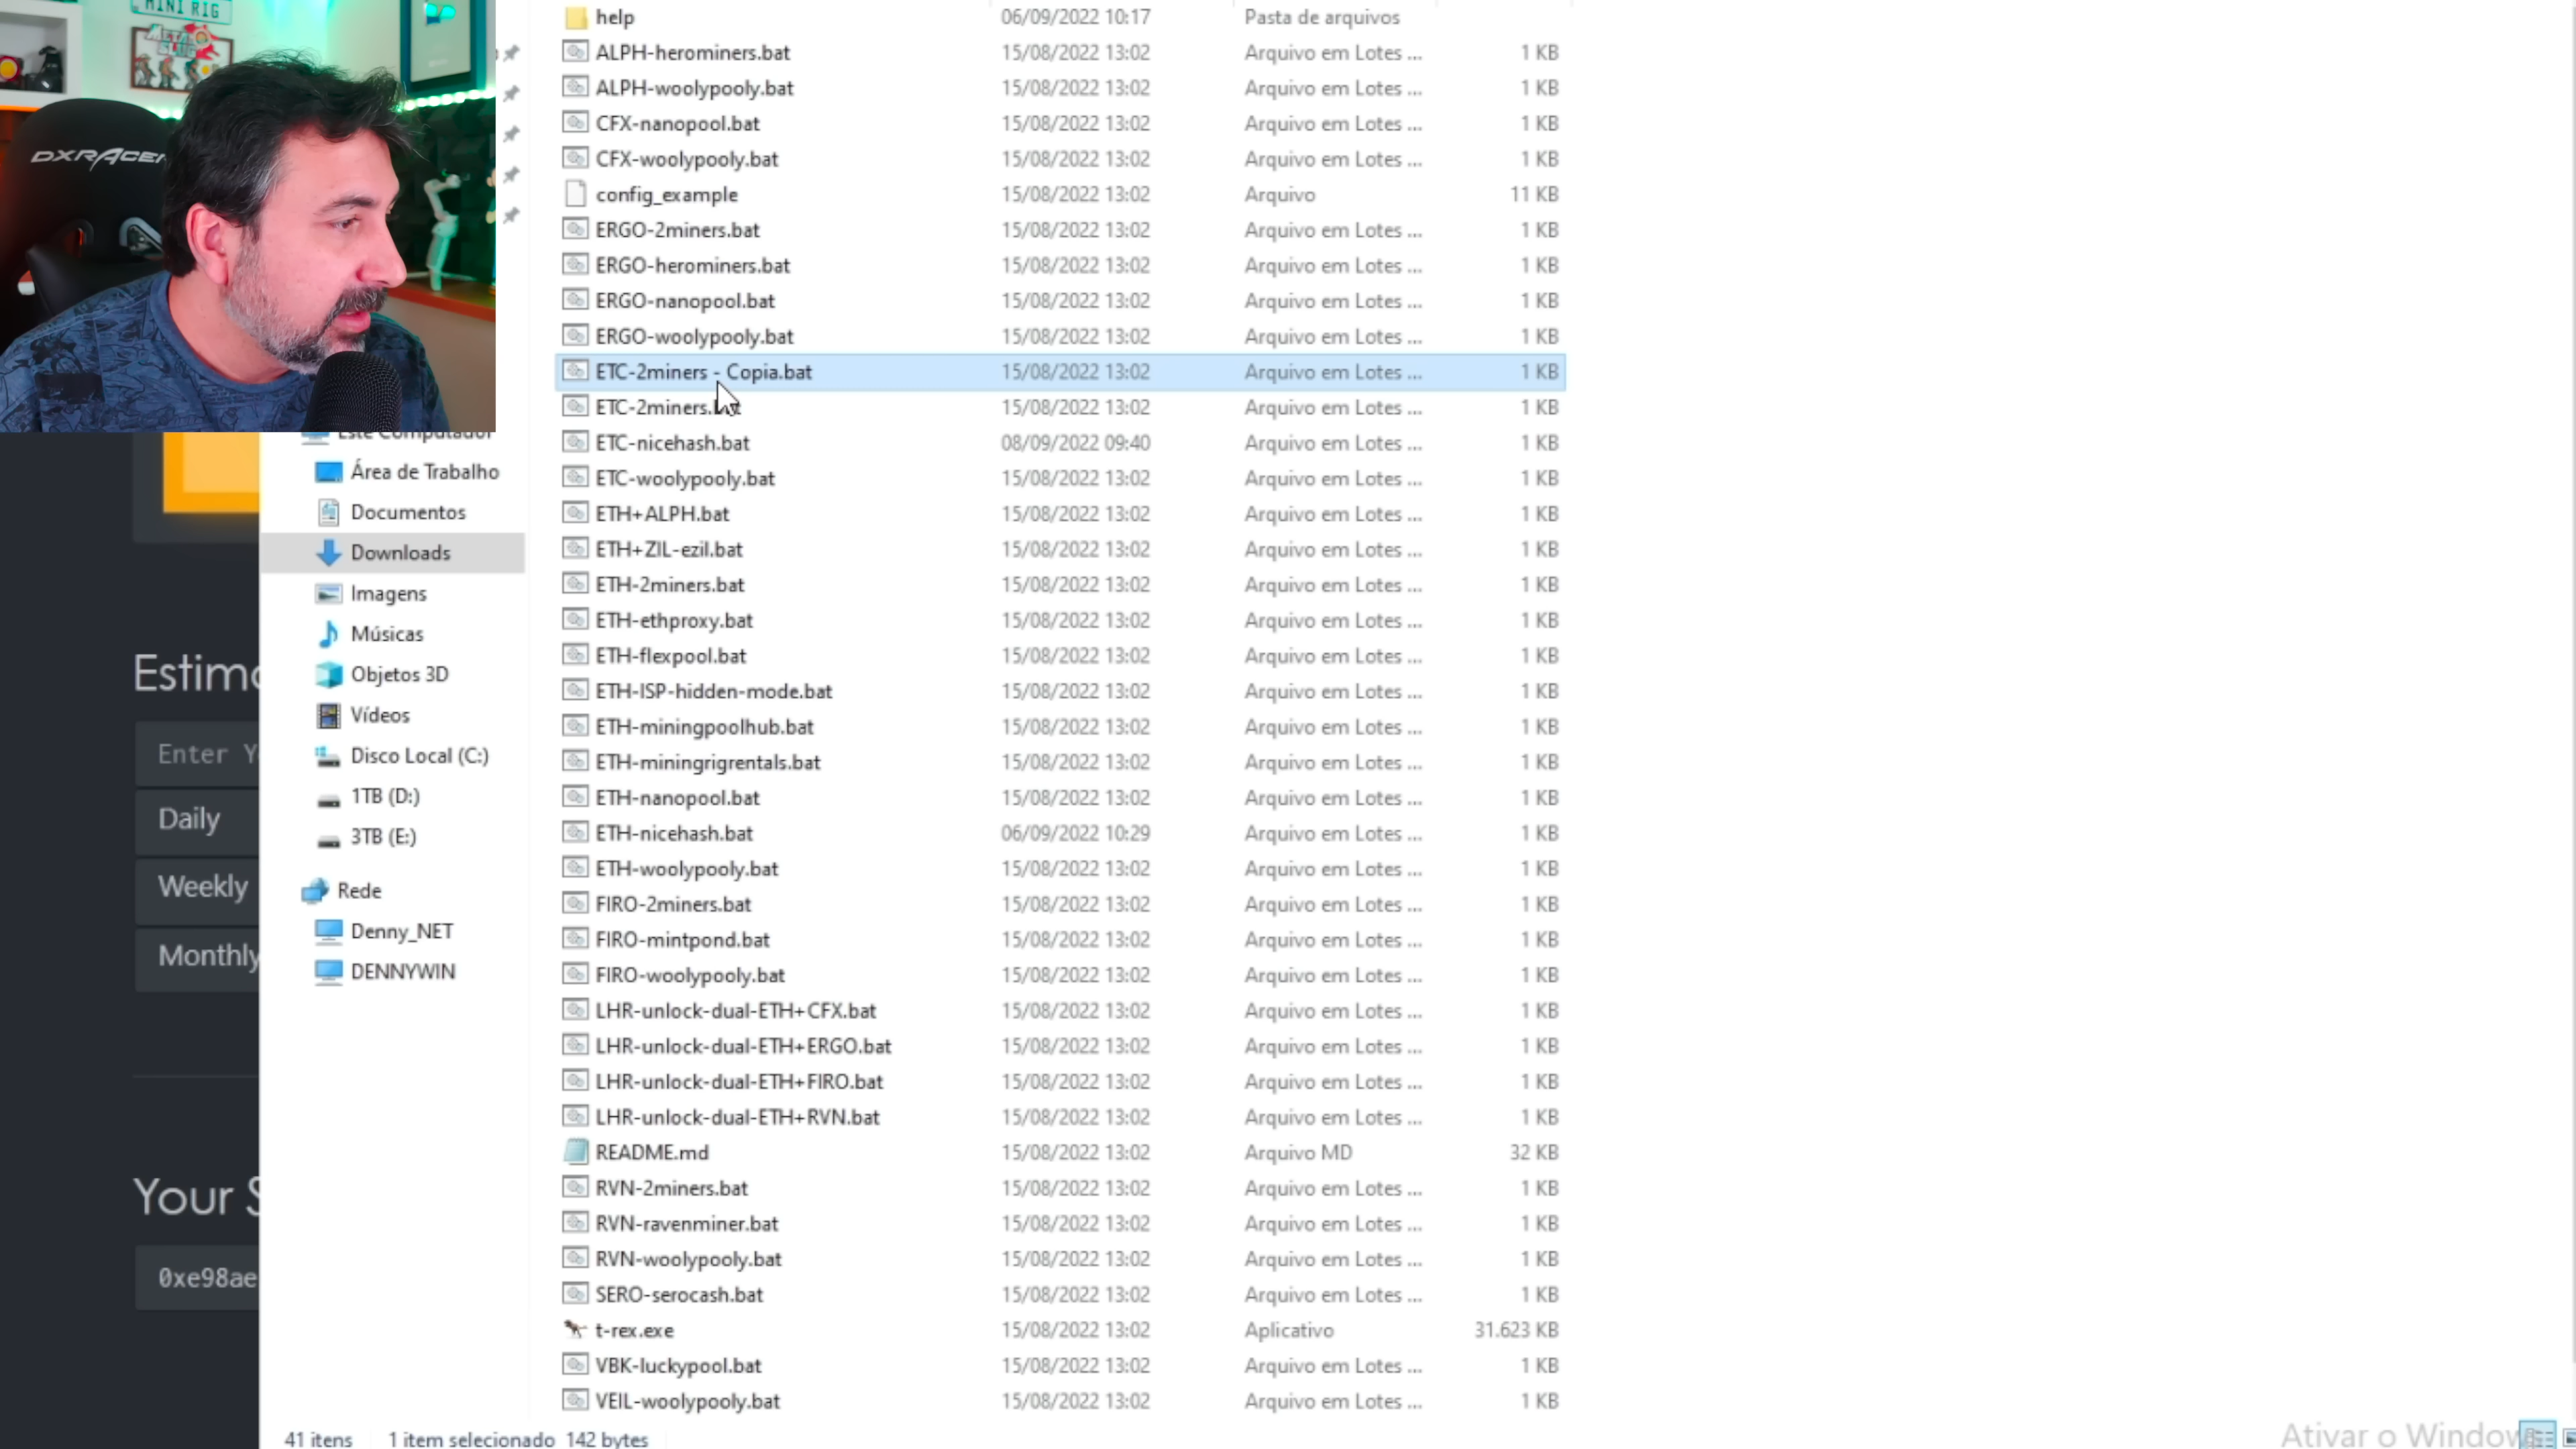 MINI RIG
METAL SLUG
DXRACER
help 06/09/2022 10:17 Pasta de arquivos
ALPH-herominers.bat 15/08/2022 13:02 Arquivo em Lotes ... 1 KB
ALPH-woolypooly.bat 15/08/2022 13:02 Arquivo em Lotes ... 1 KB
CFX-nanopool.bat 15/08/2022 13:02 Arquivo em Lotes ... 1 KB
CFX-woolypooly.bat 15/08/2022 13:02 Arquivo em Lotes ... 1 KB
config_example 15/08/2022 13:02 Arquivo 11 KB
ERGO-2miners.bat 15/08/2022 13:02 Arquivo em Lotes ... 1 KB
ERGO-herominers.bat 15/08/2022 13:02 Arquivo em Lotes ... 1 KB
ERGO-nanopool.bat 15/08/2022 13:02 Arquivo em Lotes ... 1 KB
ERGO-woolypooly.bat 15/08/2022 13:02 Arquivo em Lotes ... 1 KB
ETC-2miners - Copia.bat 15/08/2022 13:02 Arquivo em Lotes ... 1 KB
ETC-2miners.bat 15/08/2022 13:02 Arquivo em Lotes ... 1 KB
ETC-nicehash.bat 08/09/2022 09:40 Arquivo em Lotes ... 1 KB
ETC-woolypooly.bat 15/08/2022 13:02 Arquivo em Lotes ... 1 KB
ETH+ALPH.bat 15/08/2022 13:02 Arquivo em Lotes ... 1 KB
ETH+ZIL-ezil.bat 15/08/2022 13:02 Arquivo em Lotes ... 1 KB
ETH-2miners.bat 15/08/2022 13:02 Arquivo em Lotes ... 1 KB
ETH-ethproxy.bat 15/08/2022 13:02 Arquivo em Lotes ... 1 KB
ETH-flexpool.bat 15/08/2022 13:02 Arquivo em Lotes ... 1 KB
ETH-ISP-hidden-mode.bat 15/08/2022 13:02 Arquivo em Lotes ... 1 KB
ETH-miningpoolhub.bat 15/08/2022 13:02 Arquivo em Lotes ... 1 KB
ETH-miningrigrentals.bat 15/08/2022 13:02 Arquivo em Lotes ... 1 KB
ETH-nanopool.bat 15/08/2022 13:02 Arquivo em Lotes ... 1 KB
ETH-nicehash.bat 06/09/2022 10:29 Arquivo em Lotes ... 1 KB
ETH-woolypooly.bat 15/08/2022 13:02 Arquivo em Lotes ... 1 KB
FIRO-2miners.bat 15/08/2022 13:02 Arquivo em Lotes ... 1 KB
FIRO-mintpond.bat 15/08/2022 13:02 Arquivo em Lotes ... 1 KB
FIRO-woolypooly.bat 15/08/2022 13:02 Arquivo em Lotes ... 1 KB
LHR-unlock-dual-ETH+CFX.bat 15/08/2022 13:02 Arquivo em Lotes ... 1 KB
LHR-unlock-dual-ETH+ERGO.bat 15/08/2022 13:02 Arquivo em Lotes ... 1 KB
LHR-unlock-dual-ETH+FIRO.bat 15/08/2022 13:02 Arquivo em Lotes ... 1 KB
LHR-unlock-dual-ETH+RVN.bat 15/08/2022 13:02 Arquivo em Lotes ... 1 KB
README.md 15/08/2022 13:02 Arquivo MD 32 KB
RVN-2miners.bat 15/08/2022 13:02 Arquivo em Lotes ... 1 KB
RVN-ravenminer.bat 15/08/2022 13:02 Arquivo em Lotes ... 1 KB
RVN-woolypooly.bat 15/08/2022 13:02 Arquivo em Lotes ... 1 KB
SERO-serocash.bat 15/08/2022 13:02 Arquivo em Lotes ... 1 KB
t-rex.exe 15/08/2022 13:02 Aplicativo 31.623 KB
VBK-luckypool.bat 15/08/2022 13:02 Arquivo em Lotes ... 1 KB
VEIL-woolypooly.bat 15/08/2022 13:02 Arquivo em Lotes ... 1 KB
Este Computador
Área de Trabalho
Documentos
Downloads
Imagens
Músicas
Objetos 3D
Vídeos
Disco Local (C:)
1TB (D:)
3TB (E:)
Rede
Denny_NET
DENNYWIN
Estima
Enter Y
Daily
Weekly
Monthly
Your S
0xe98ae
41 itens 1 item selecionado 142 bytes
Ativar o Windows